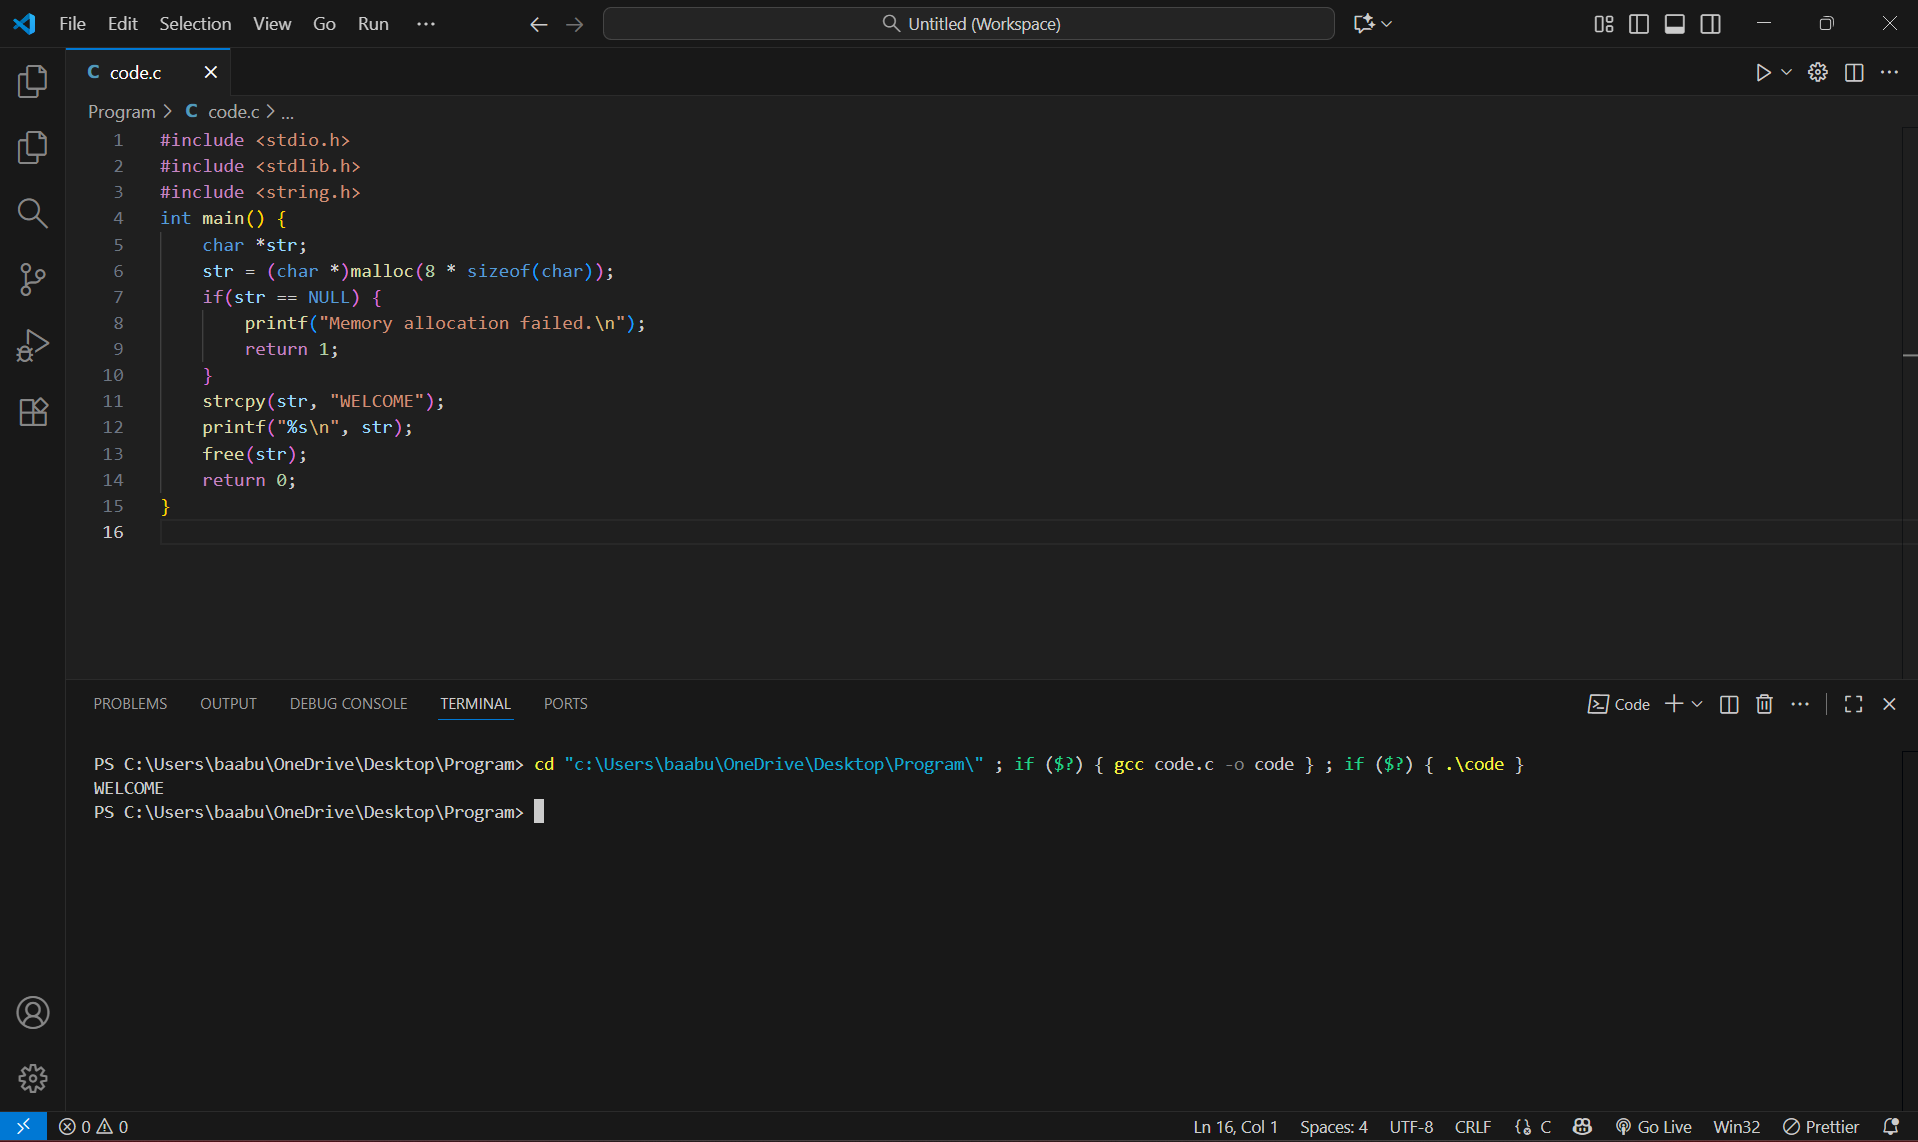 File Edit Selection View Go Run ··· Untitled (Workspace)
C code.c
Program > C code.c > ...
1 #include <stdio.h>
2 #include <stdlib.h>
3 #include <string.h>
4 int main() {
5     char *str;
6     str = (char *)malloc(8 * sizeof(char));
7     if(str == NULL) {
8         printf("Memory allocation failed.\n");
9         return 1;
10     }
11     strcpy(str, "WELCOME");
12     printf("%s\n", str);
13     free(str);
14     return 0;
15 }
16
PROBLEMS OUTPUT DEBUG CONSOLE TERMINAL PORTS Code
PS C:\Users\baabu\OneDrive\Desktop\Program> cd "c:\Users\baabu\OneDrive\Desktop\Program\" ; if ($?) { gcc code.c -o code } ; if ($?) { .\code }
WELCOME
PS C:\Users\baabu\OneDrive\Desktop\Program>
0 0 Ln 16, Col 1 Spaces: 4 UTF-8 CRLF {} C Go Live Win32 Prettier